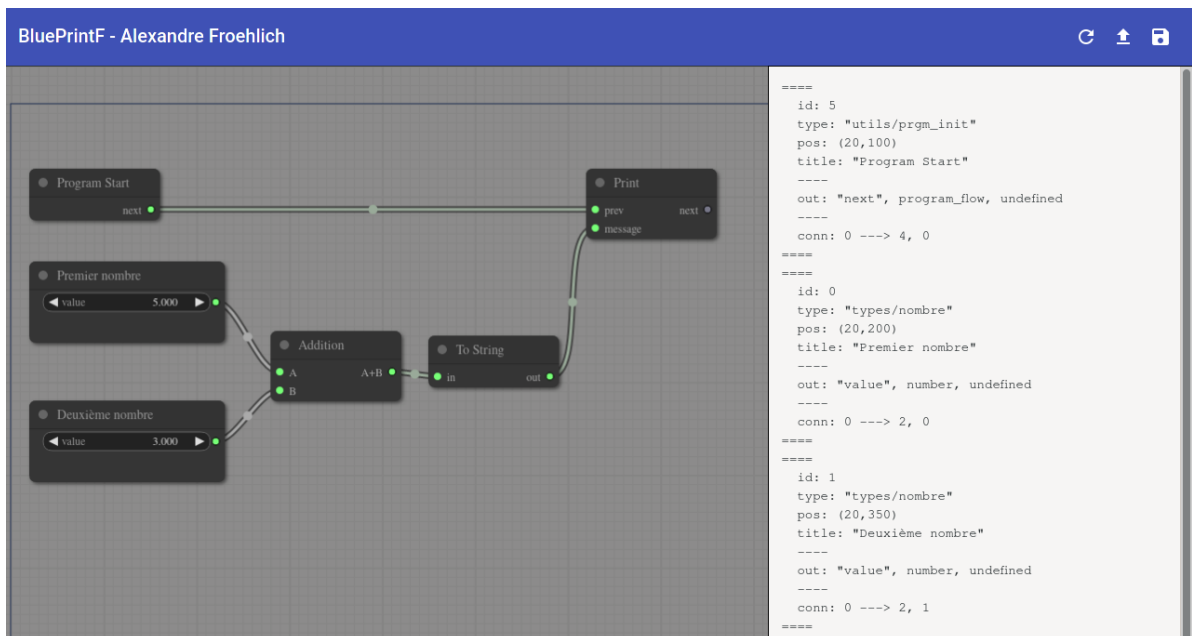 BluePrintF - Alexandre Froehlich
Program Start
next
Print
prev next
message
Premier nombre
value 5.000
Addition
A A+B
B
To String
in out
Deuxième nombre
value 3.000
====
id: 5
type: "utils/prgm_init"
pos: (20,100)
title: "Program Start"
----
out: "next", program_flow, undefined
----
conn: 0 ---> 4, 0
====
====
id: 0
type: "types/nombre"
pos: (20,200)
title: "Premier nombre"
----
out: "value", number, undefined
----
conn: 0 ---> 2, 0
====
====
id: 1
type: "types/nombre"
pos: (20,350)
title: "Deuxième nombre"
----
out: "value", number, undefined
----
conn: 0 ---> 2, 1
====